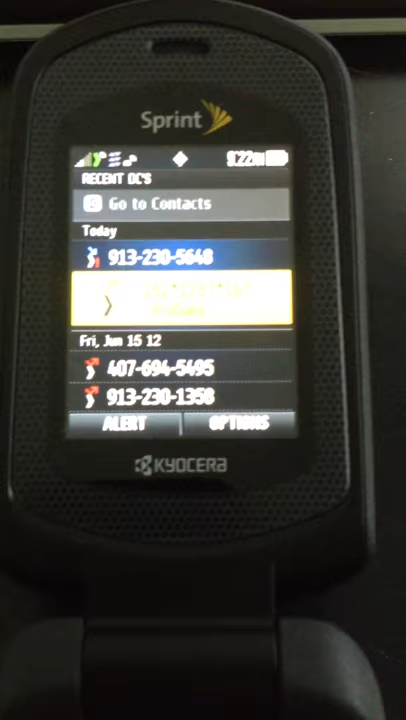 Sprint
RECENT DC'S
Go to Contacts
Today
913-230-5648
Fri, Jun 15 12
407-694-5495
913-230-1358
ALERT OPTIONS
KYOCERA